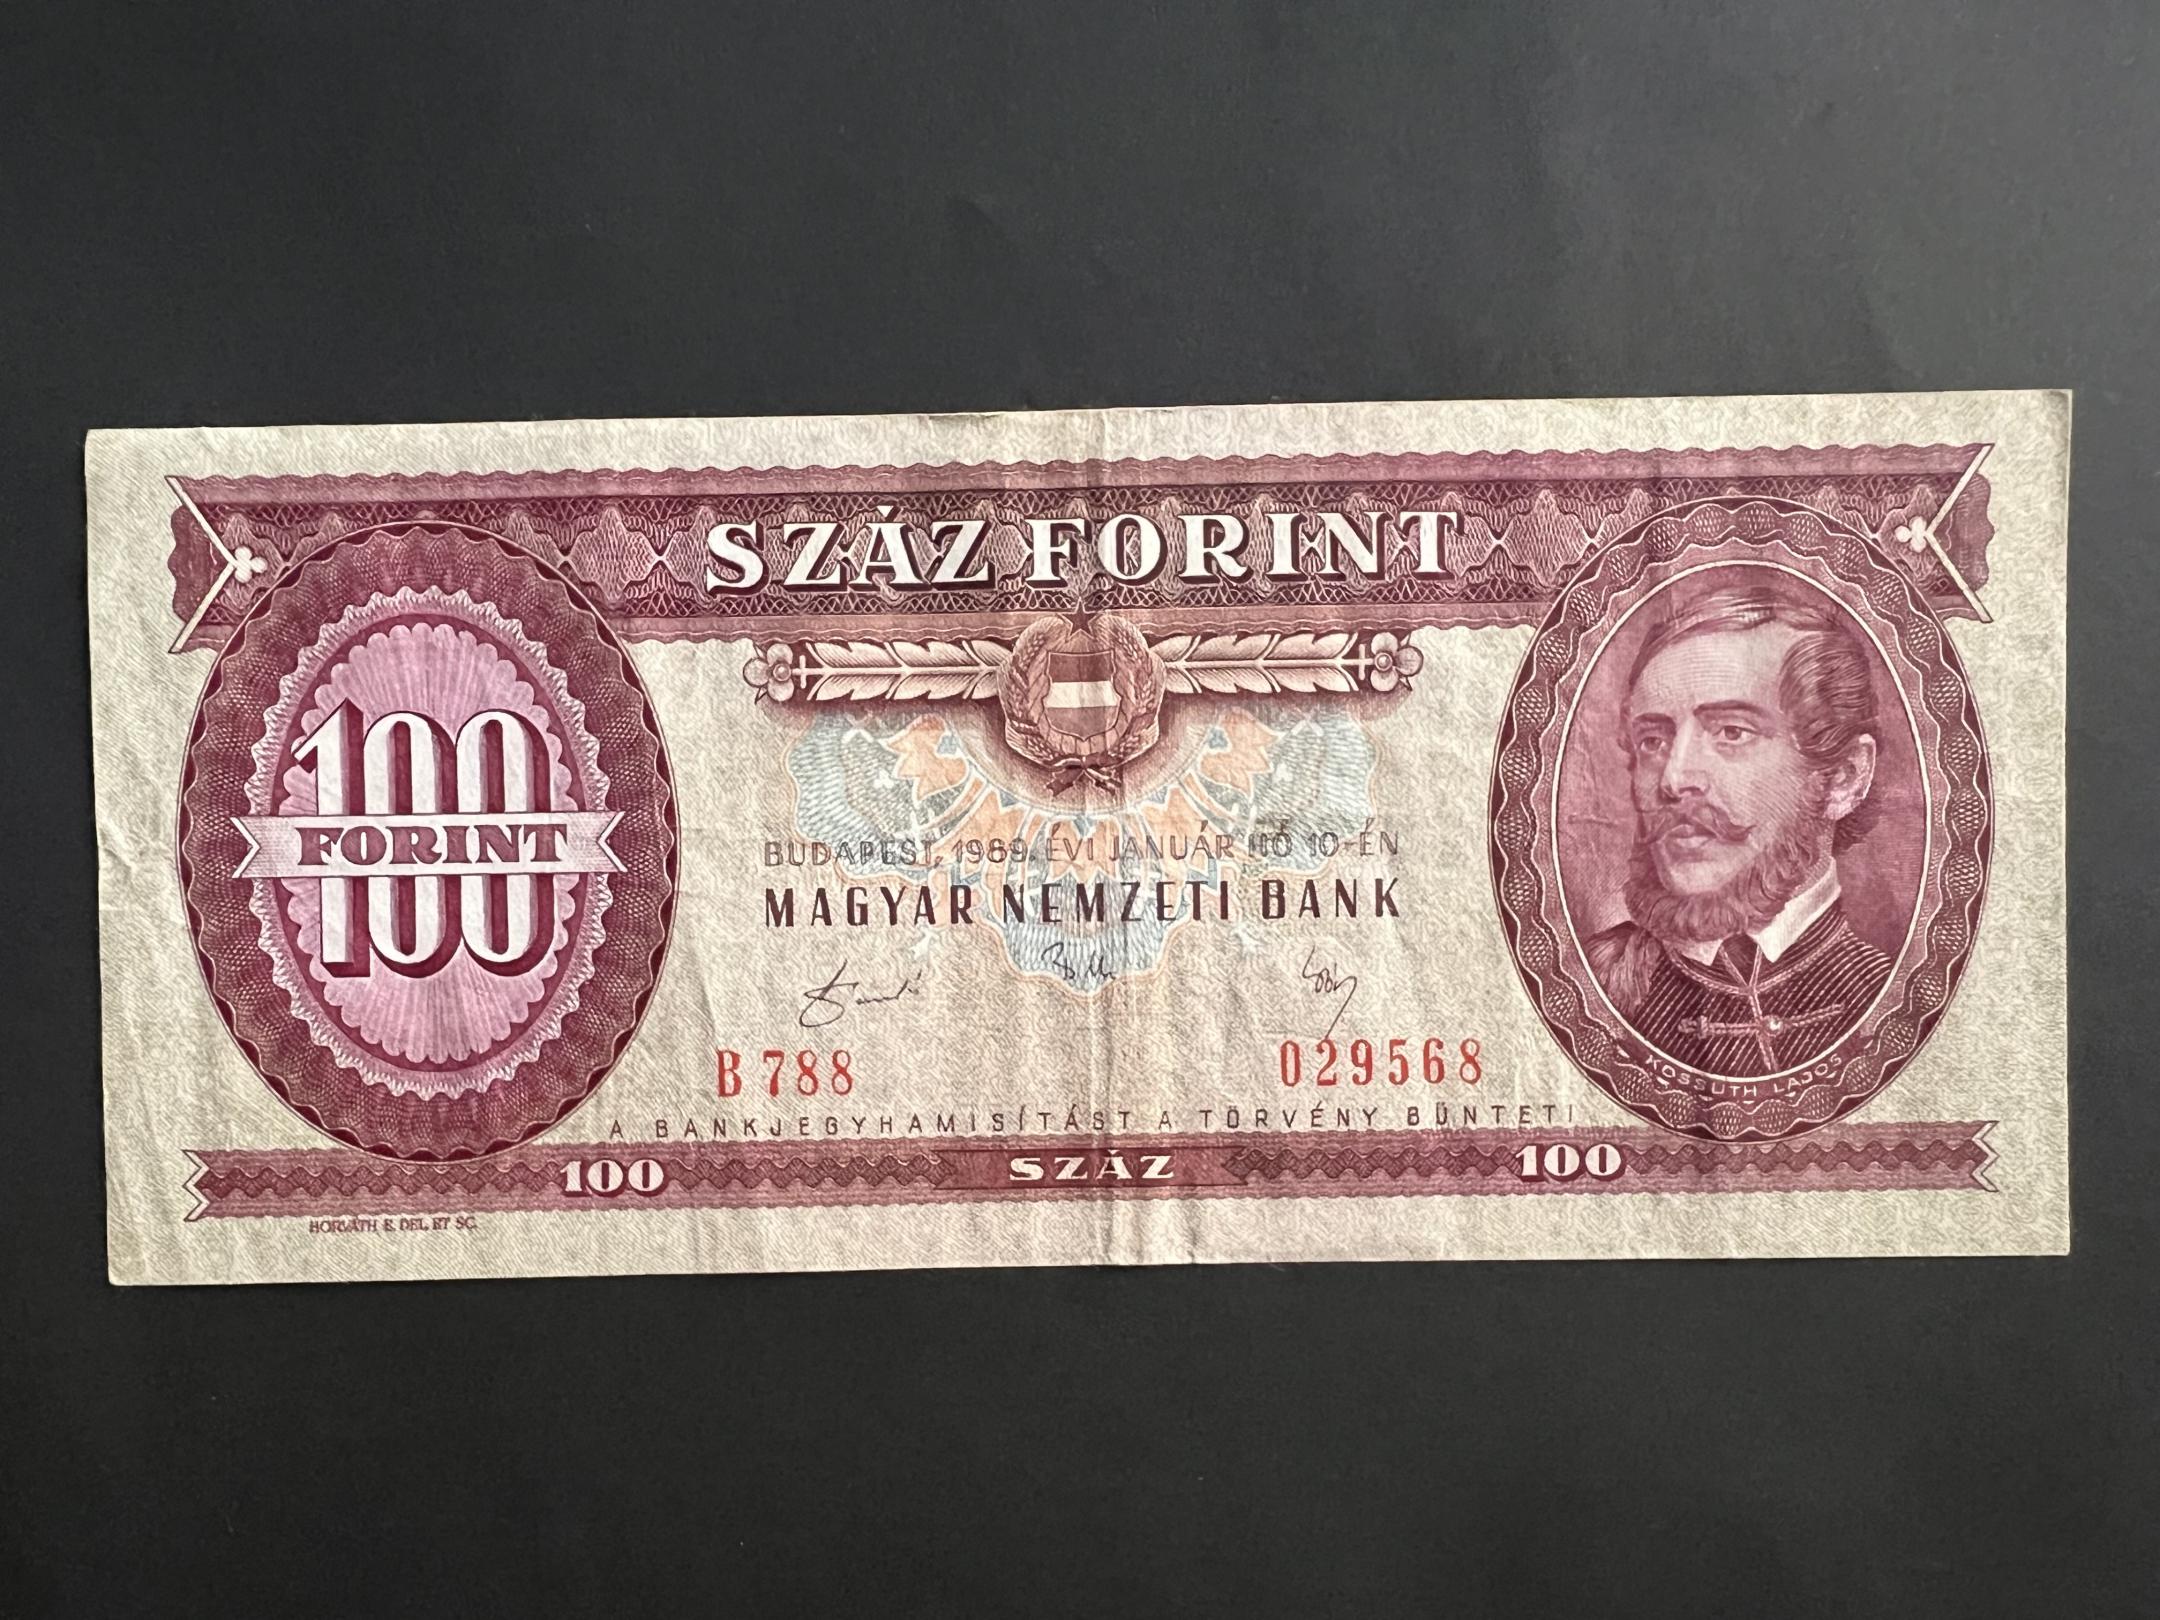 SZÁZ FORINT
100
FORINT
100
BUDAPEST, 1989. ÉVI JANUÁR HÓ 10-ÉN
MAGYAR NEMZETI BANK
B 788
029568
KOSSUTH LAJOS
A BANKJEGYHAMISÍTÁST A TÖRVÉNY BÜNTETI
100
SZÁZ
100
HORVÁTH E. DEL. ET SC.